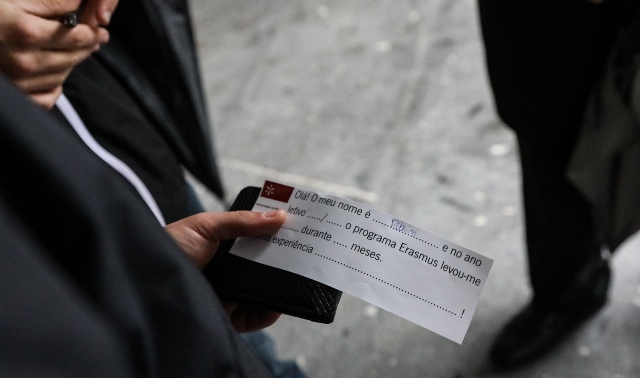 Olá! O meu nome é ............ e no ano
letivo ....../...... o programa Erasmus levou-me
...... durante ..... meses.
experiência .................................... !